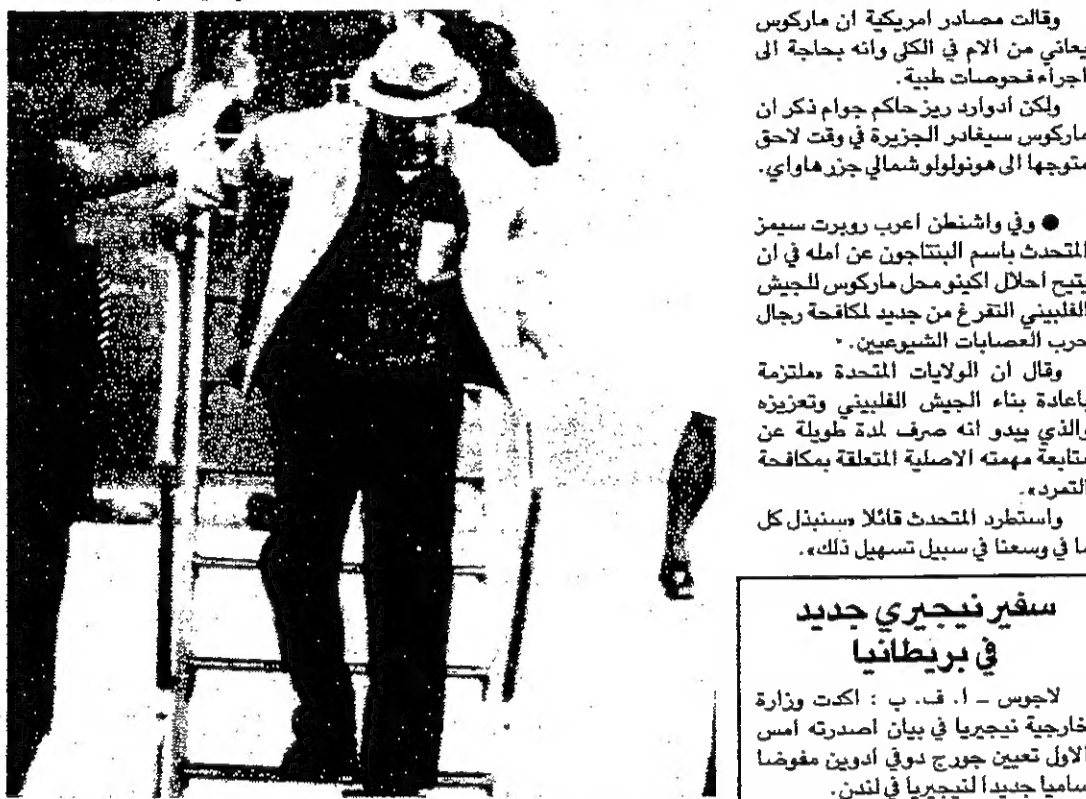 وقالت مصادر امريكية ان ماركوس
يعاني من الام في الكلى وانه بحاجة الى
اجراء فحوصات طبية.
ولكن ادوارد ريز حاكم جوام ذكر ان
ماركوس سيغادر الجزيرة في وقت لاحق
متوجها الى هونولولو شمالي جزر هاواي.
● وفي واشنطن أعرب روبرت سيمز
المتحدث باسم البنتاجون عن امله في ان
يتيح احلال اكينو محل ماركوس للجيش
الفلبيني التفرغ من جديد لمكافحة رجال
حرب العصابات الشيوعيين.
وقال ان الولايات المتحدة «ملتزمة
باعادة بناء الجيش الفلبيني وتعزيزه
والذي يبدو انه صرف لمدة طويلة عن
متابعة مهمته الاصلية المتعلقة بمكافحة
التمرد».
واستطرد المتحدث قائلا «سنبذل كل
ما في وسعنا في سبيل تسهيل ذلك».
سفير نيجيري جديد
في بريطانيا
لاجوس - ا. ف. ب : اكدت وزارة
خارجية نيجيريا في بيان اصدرته امس
الاول تعيين جورج دوفي ادوين مفوضا
ساميا جديدا لنيجيريا في لندن.